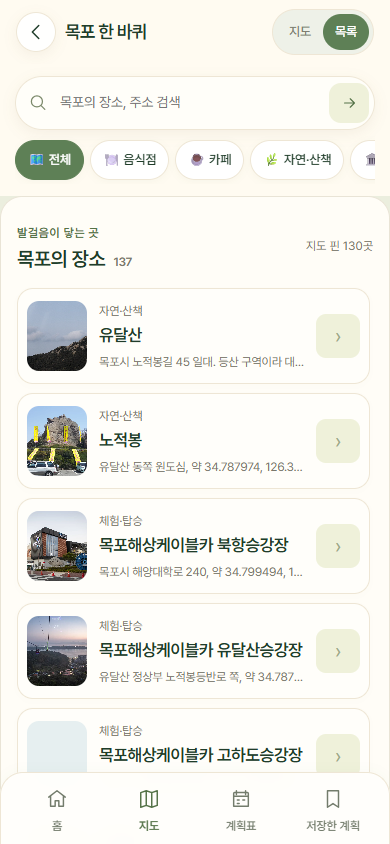 목포 한 바퀴
지도
목록
목포의 장소, 주소 검색
전체
음식점
카페
자연·산책
발걸음이 닿는 곳
목포의 장소 137
지도 핀 130곳
자연·산책
유달산
목포시 노적봉길 45 일대. 등산 구역이라 대...
자연·산책
노적봉
유달산 동쪽 원도심, 약 34.787974, 126.3...
체험·탑승
목포해상케이블카 북항승강장
목포시 해양대학로 240, 약 34.799494, 1...
체험·탑승
목포해상케이블카 유달산승강장
유달산 정상부 노적봉등반로 쪽, 약 34.787...
체험·탑승
목포해상케이블카 고하도승강장
홈
지도
계획표
저장한 계획